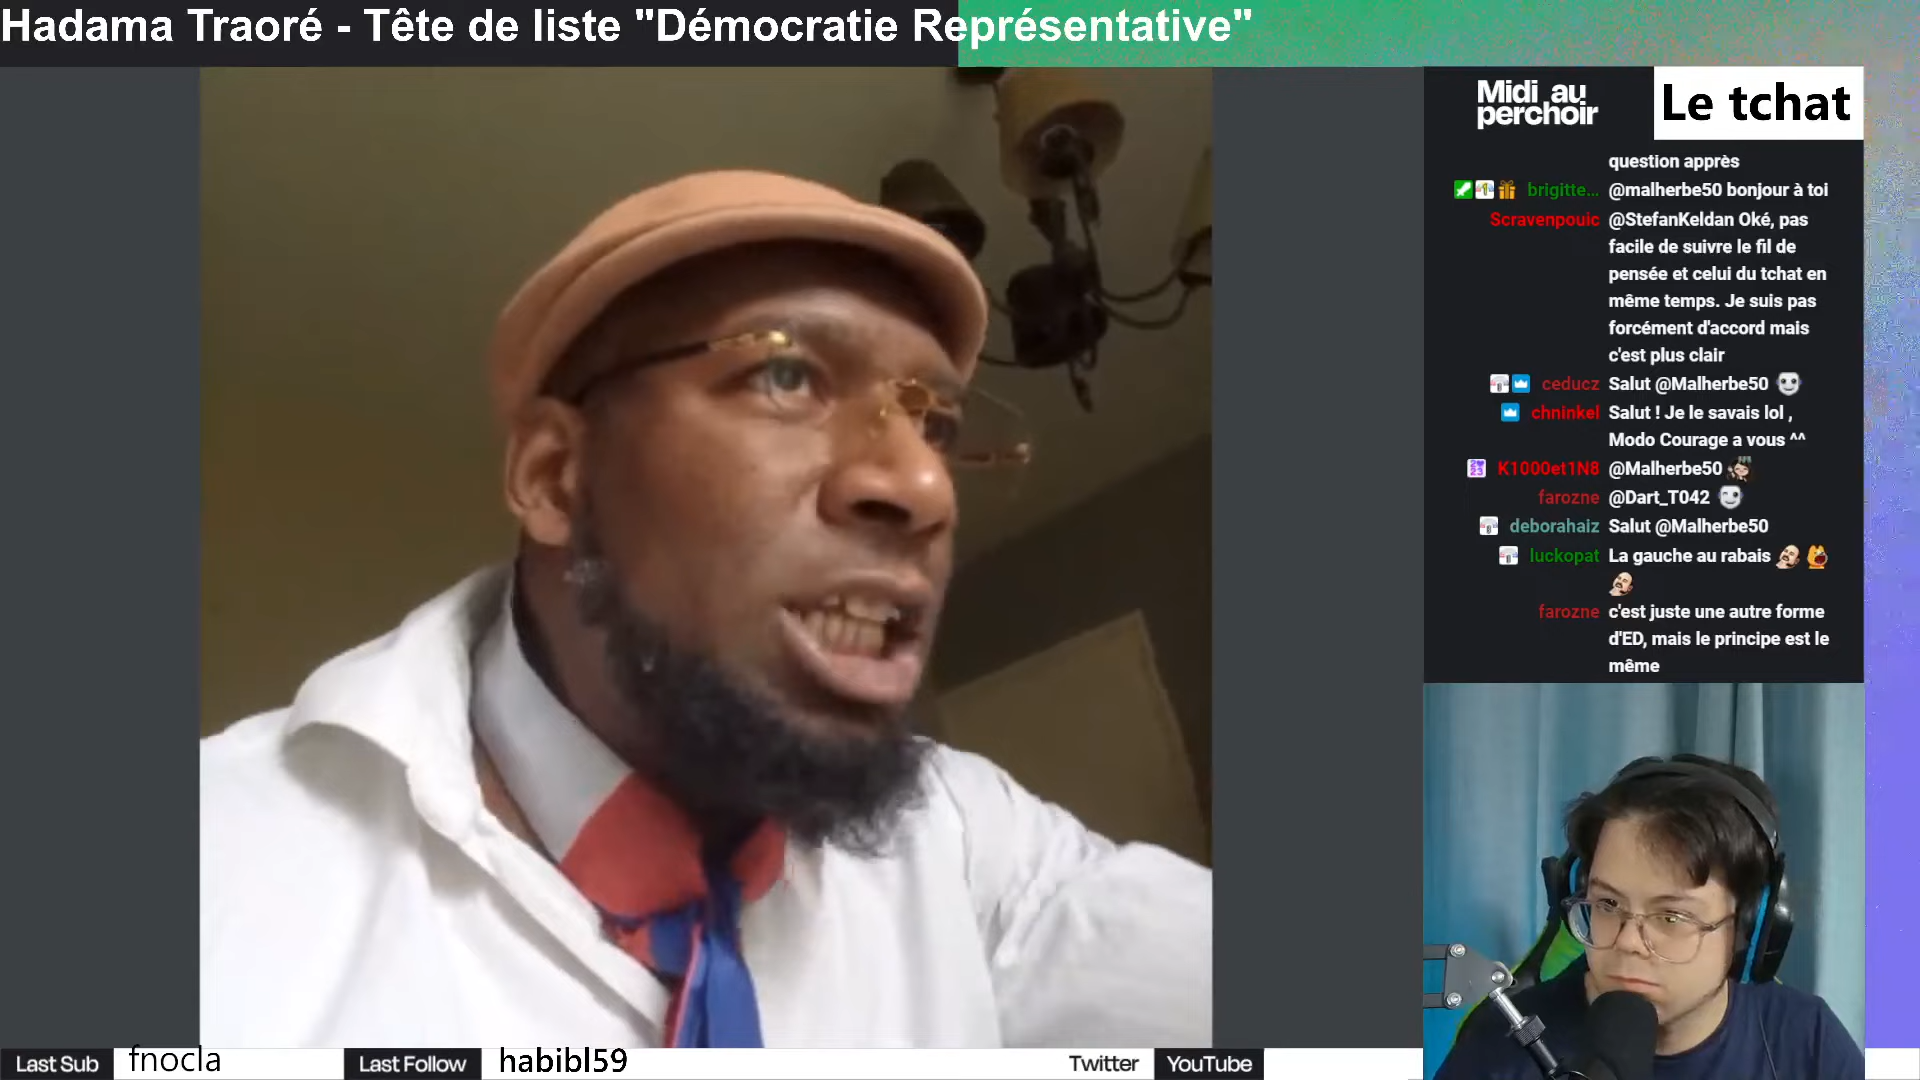 Hadama Traoré - Tête de liste "Démocratie Représentative"
Midi au
perchoir
Le tchat
question apprès
brigitte... @malherbe50 bonjour à toi
Scravenpouic @StefanKeldan Oké, pas
facile de suivre le fil de
pensée et celui du tchat en
même temps. Je suis pas
forcément d'accord mais
c'est plus clair
ceducz Salut @Malherbe50
chninkel Salut ! Je le savais lol ,
Modo Courage a vous ^^
K1000et1N8 @Malherbe50
farozne @Dart_T042
deborahaiz Salut @Malherbe50
luckopat La gauche au rabais
farozne c'est juste une autre forme
d'ED, mais le principe est le
même
Last Sub fnocla Last Follow habibl59 Twitter YouTube